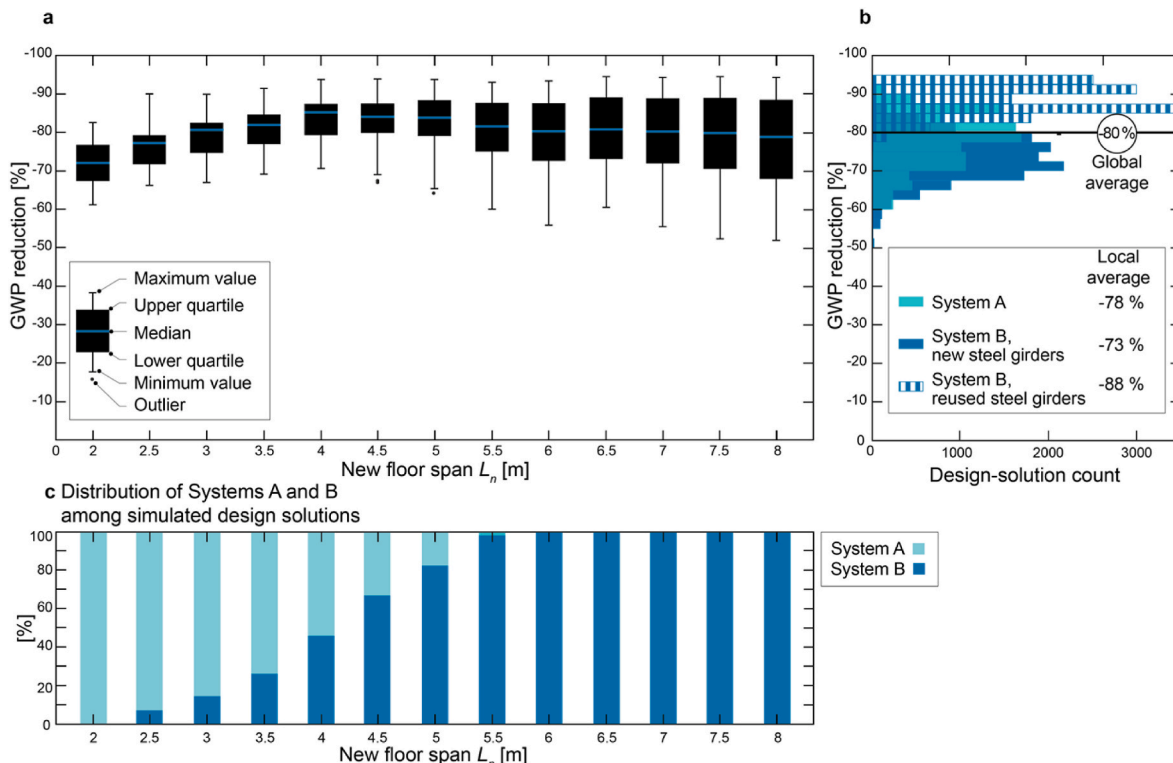 a
-100
-90
-80
-70
-60
-50
-40
-30
-20
-10
GWP reduction [%]
Maximum value
Upper quartile
Median
Lower quartile
Minimum value
Outlier
2 2.5 3 3.5 4 4.5 5 5.5 6 6.5 7 7.5 8
New floor span Ln [m]
b
-100
-90
-80
-70
-60
-50
-40
-30
-20
-10
0
GWP reduction [%]
-80 %
Global
average
Local
average
System A -78 %
System B,
new steel girders -73 %
System B,
reused steel girders -88 %
0 1000 2000 3000
Design-solution count
c Distribution of Systems A and B
among simulated design solutions
100
80
60
40
20
0
[%]
2 2.5 3 3.5 4 4.5 5 5.5 6 6.5 7 7.5 8
New floor span Ln [m]
System A
System B